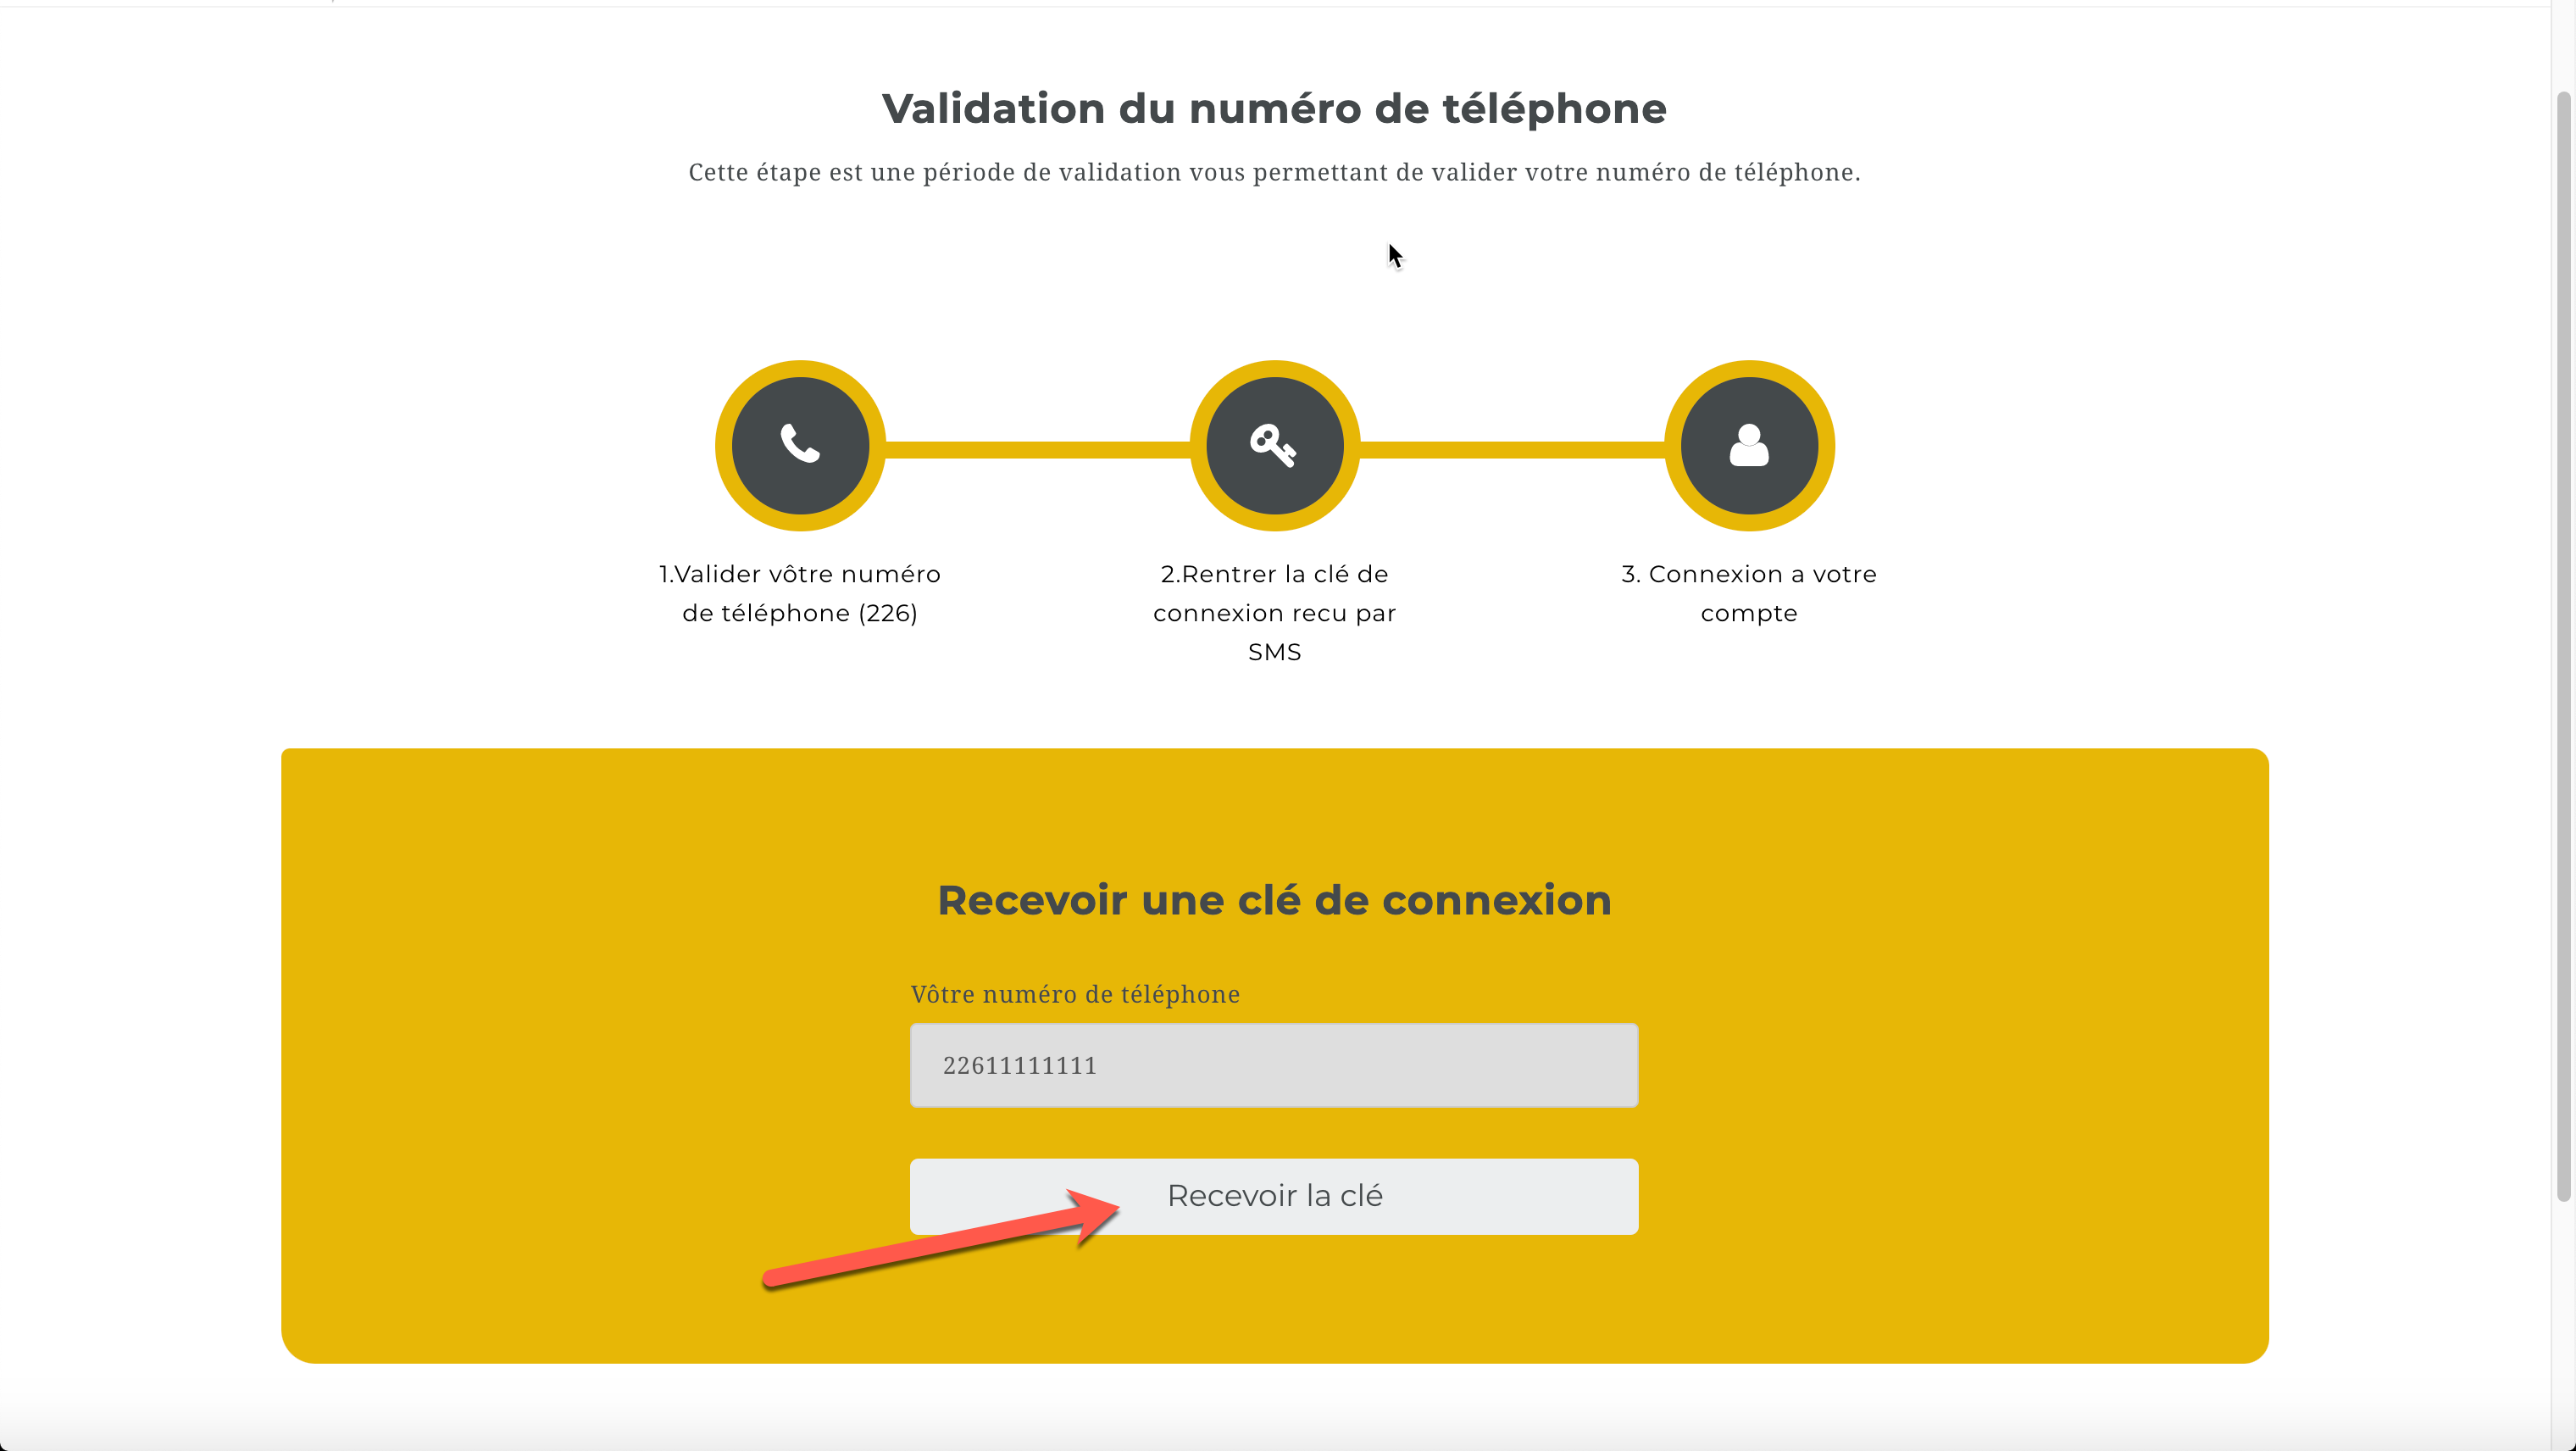 Validation du numéro de téléphone
Cette étape est une période de validation vous permettant de valider votre numéro de téléphone.
1.Valider vôtre numéro
de téléphone (226)
2.Rentrer la clé de
connexion recu par
SMS
3. Connexion a votre
compte
Recevoir une clé de connexion
Vôtre numéro de téléphone
22611111111
Recevoir la clé